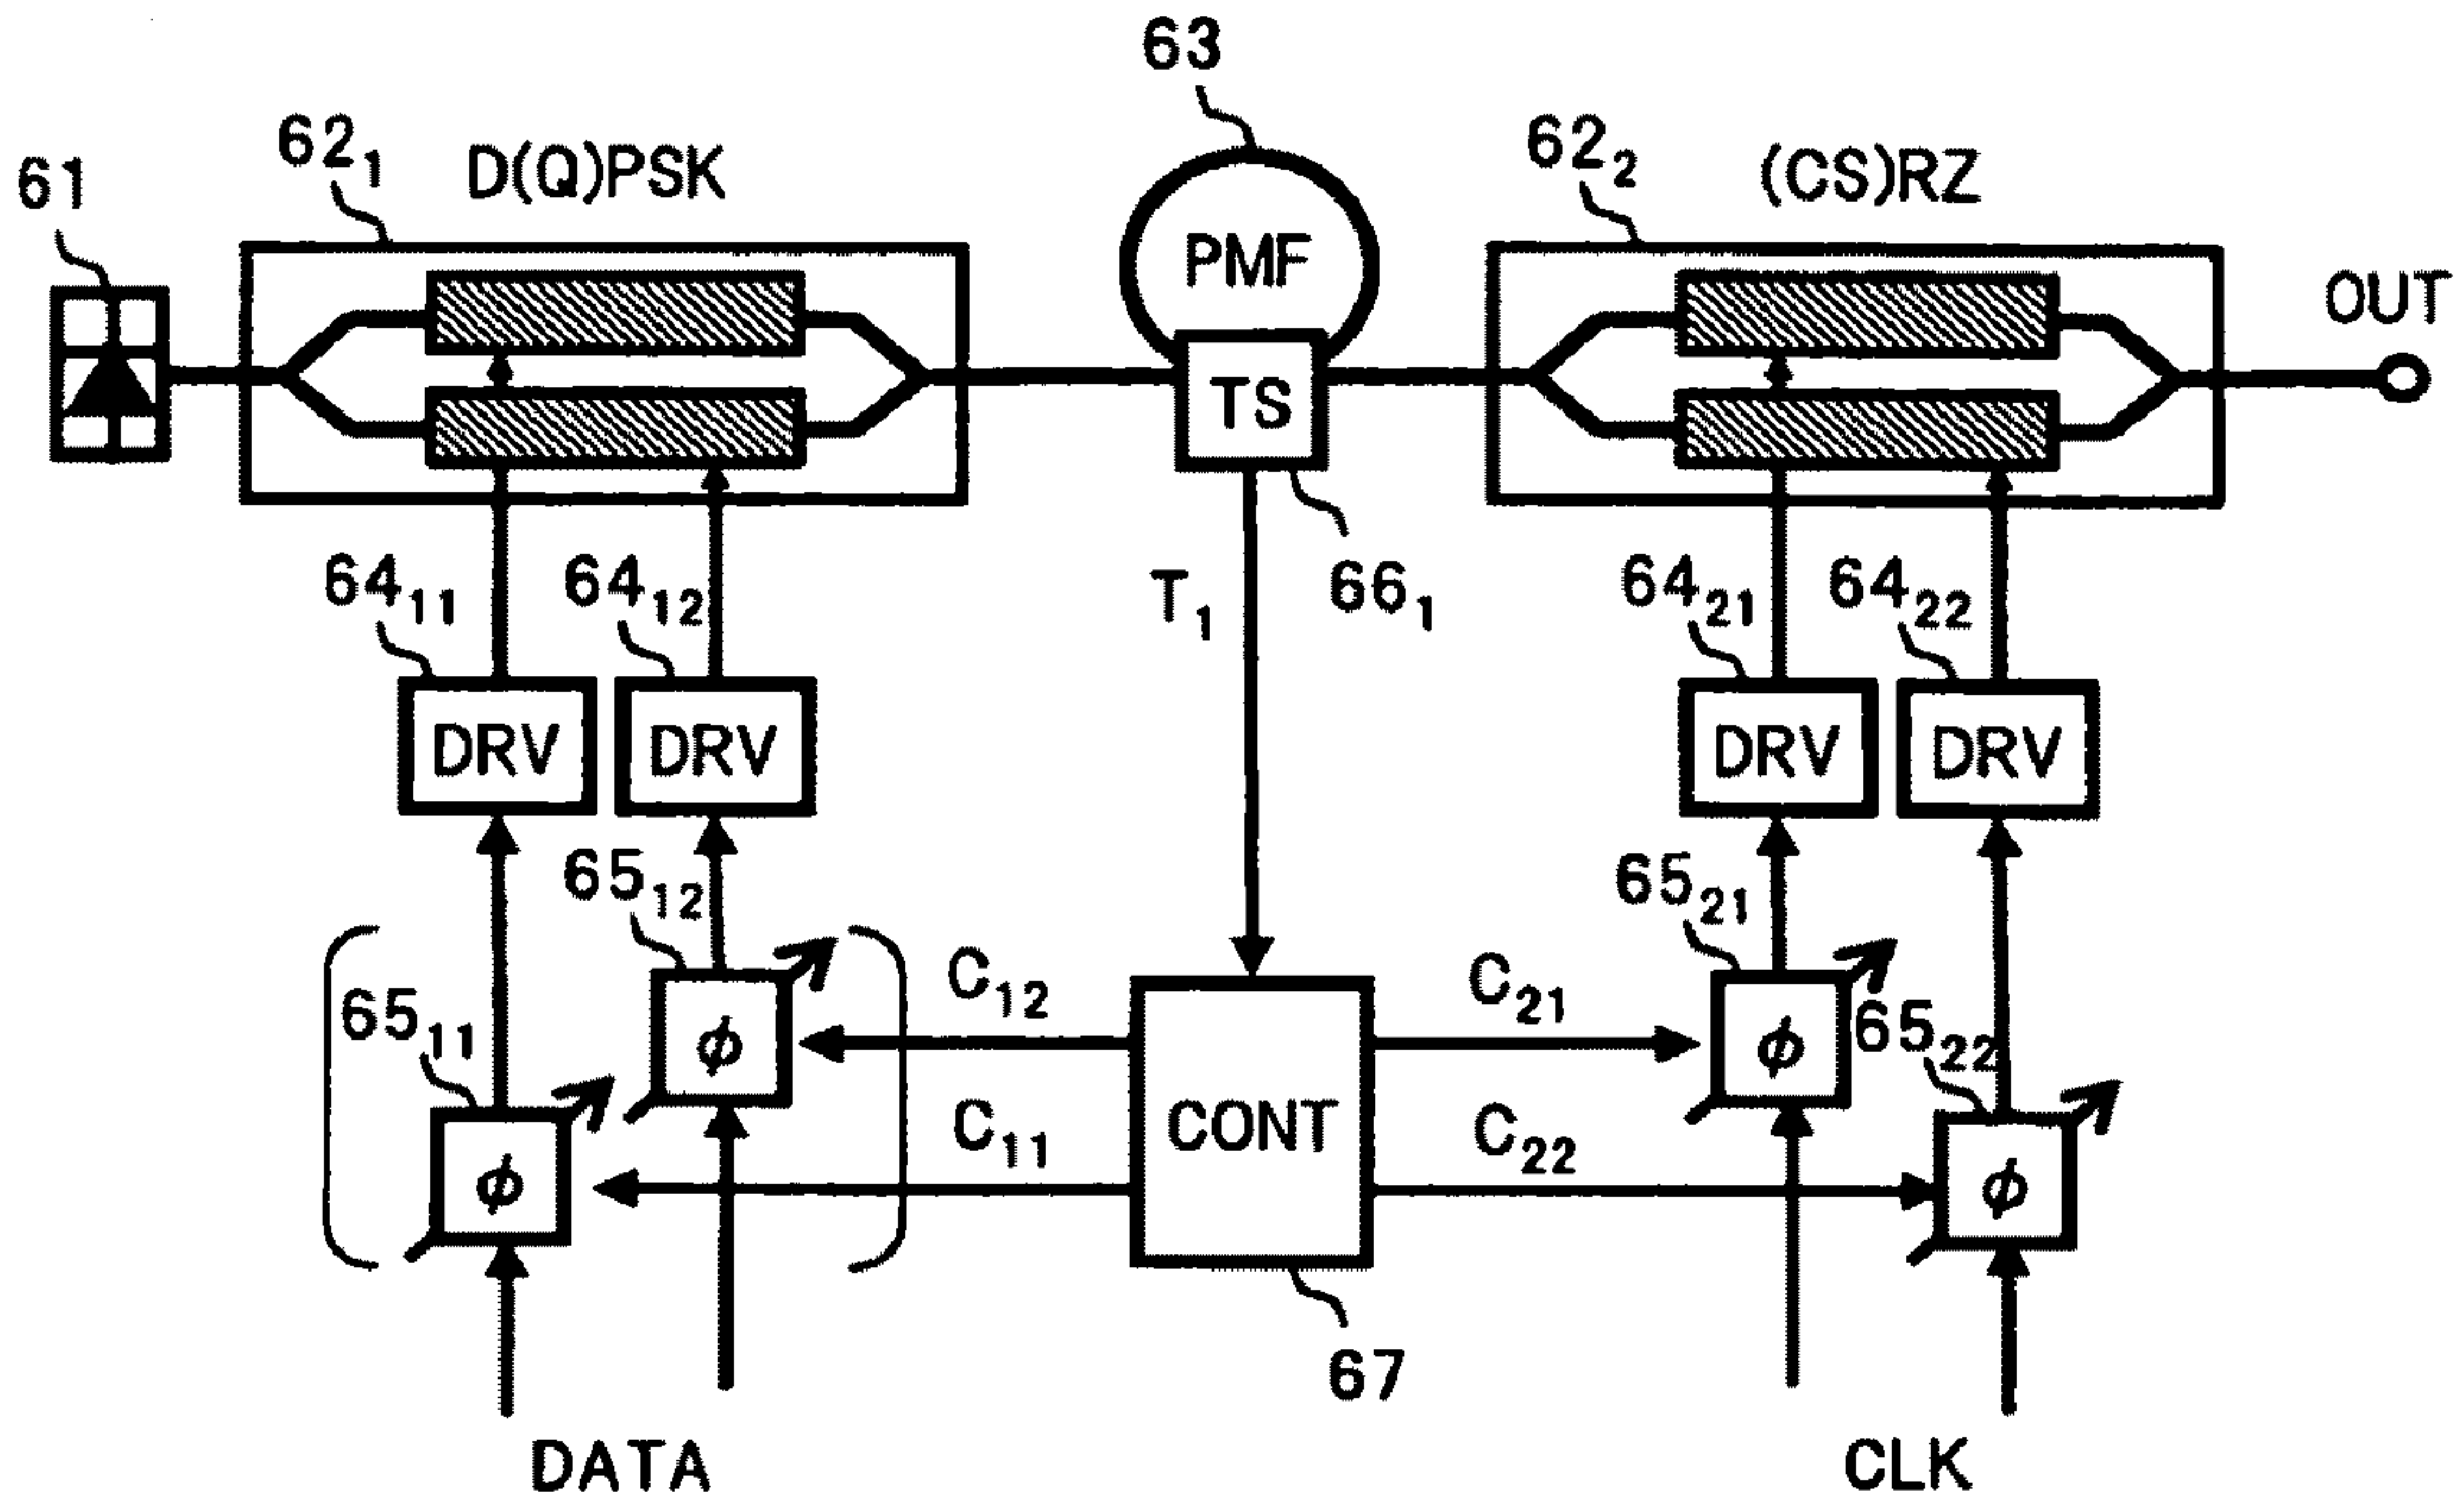 63
62₁ D(Q)PSK 62₂ (CS)RZ
61
PMF
OUT
TS
64₁₁ 64₁₂ T₁ 66₁ 64₂₁ 64₂₂
DRV DRV DRV DRV
65₁₂ 65₂₁
C₁₂ C₂₁
65₁₁ 65₂₂
ϕ ϕ
C₁₁ CONT C₂₂
ϕ ϕ
67
DATA CLK